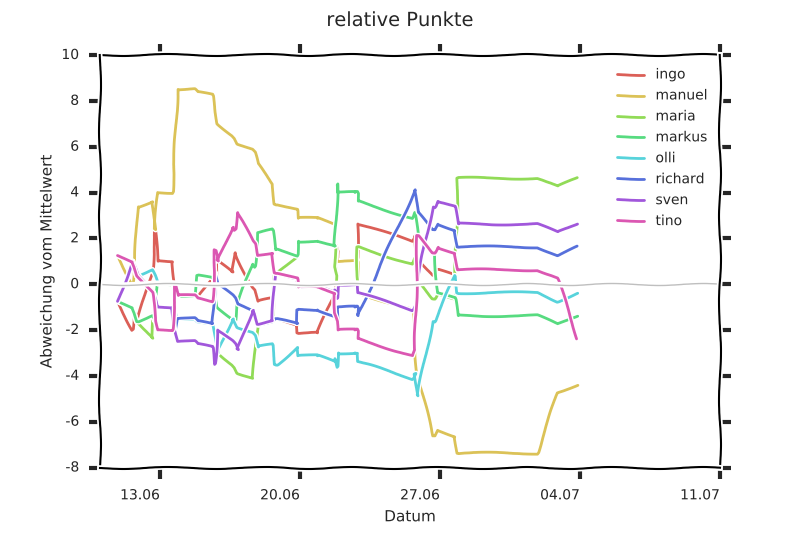 relative Punkte
Abweichung vom Mittelwert
10
8
6
4
2
0
-2
-4
-6
-8
ingo
manuel
maria
markus
olli
richard
sven
tino
13.06
20.06
27.06
04.07
11.07
Datum